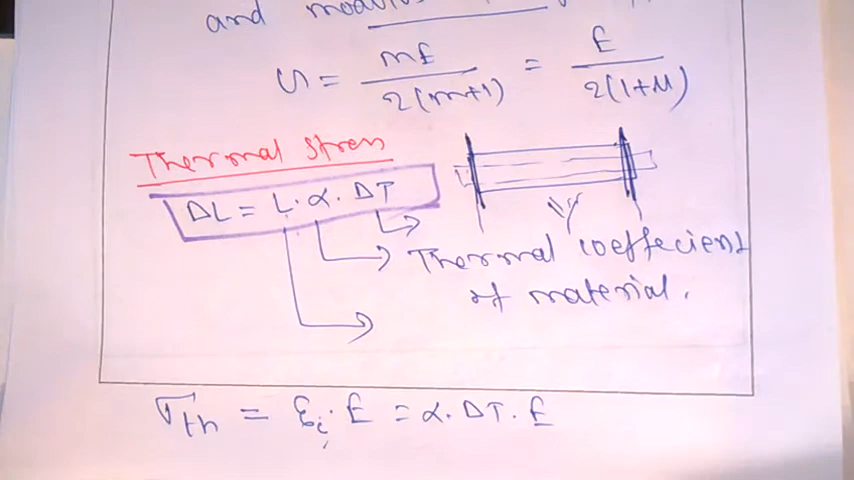 and
G = mE / 2(m+1) = E / 2(1+μ)
Thermal stress
ΔL = L·α·ΔT
Thermal coeffecient
of material.
σth = εi·E = α·ΔT·E